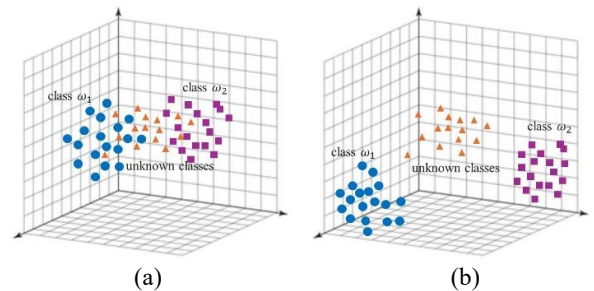 class ω₁
class ω₂
unknown classes
(a)
class ω₂
class ω₁
unknown classes
(b)